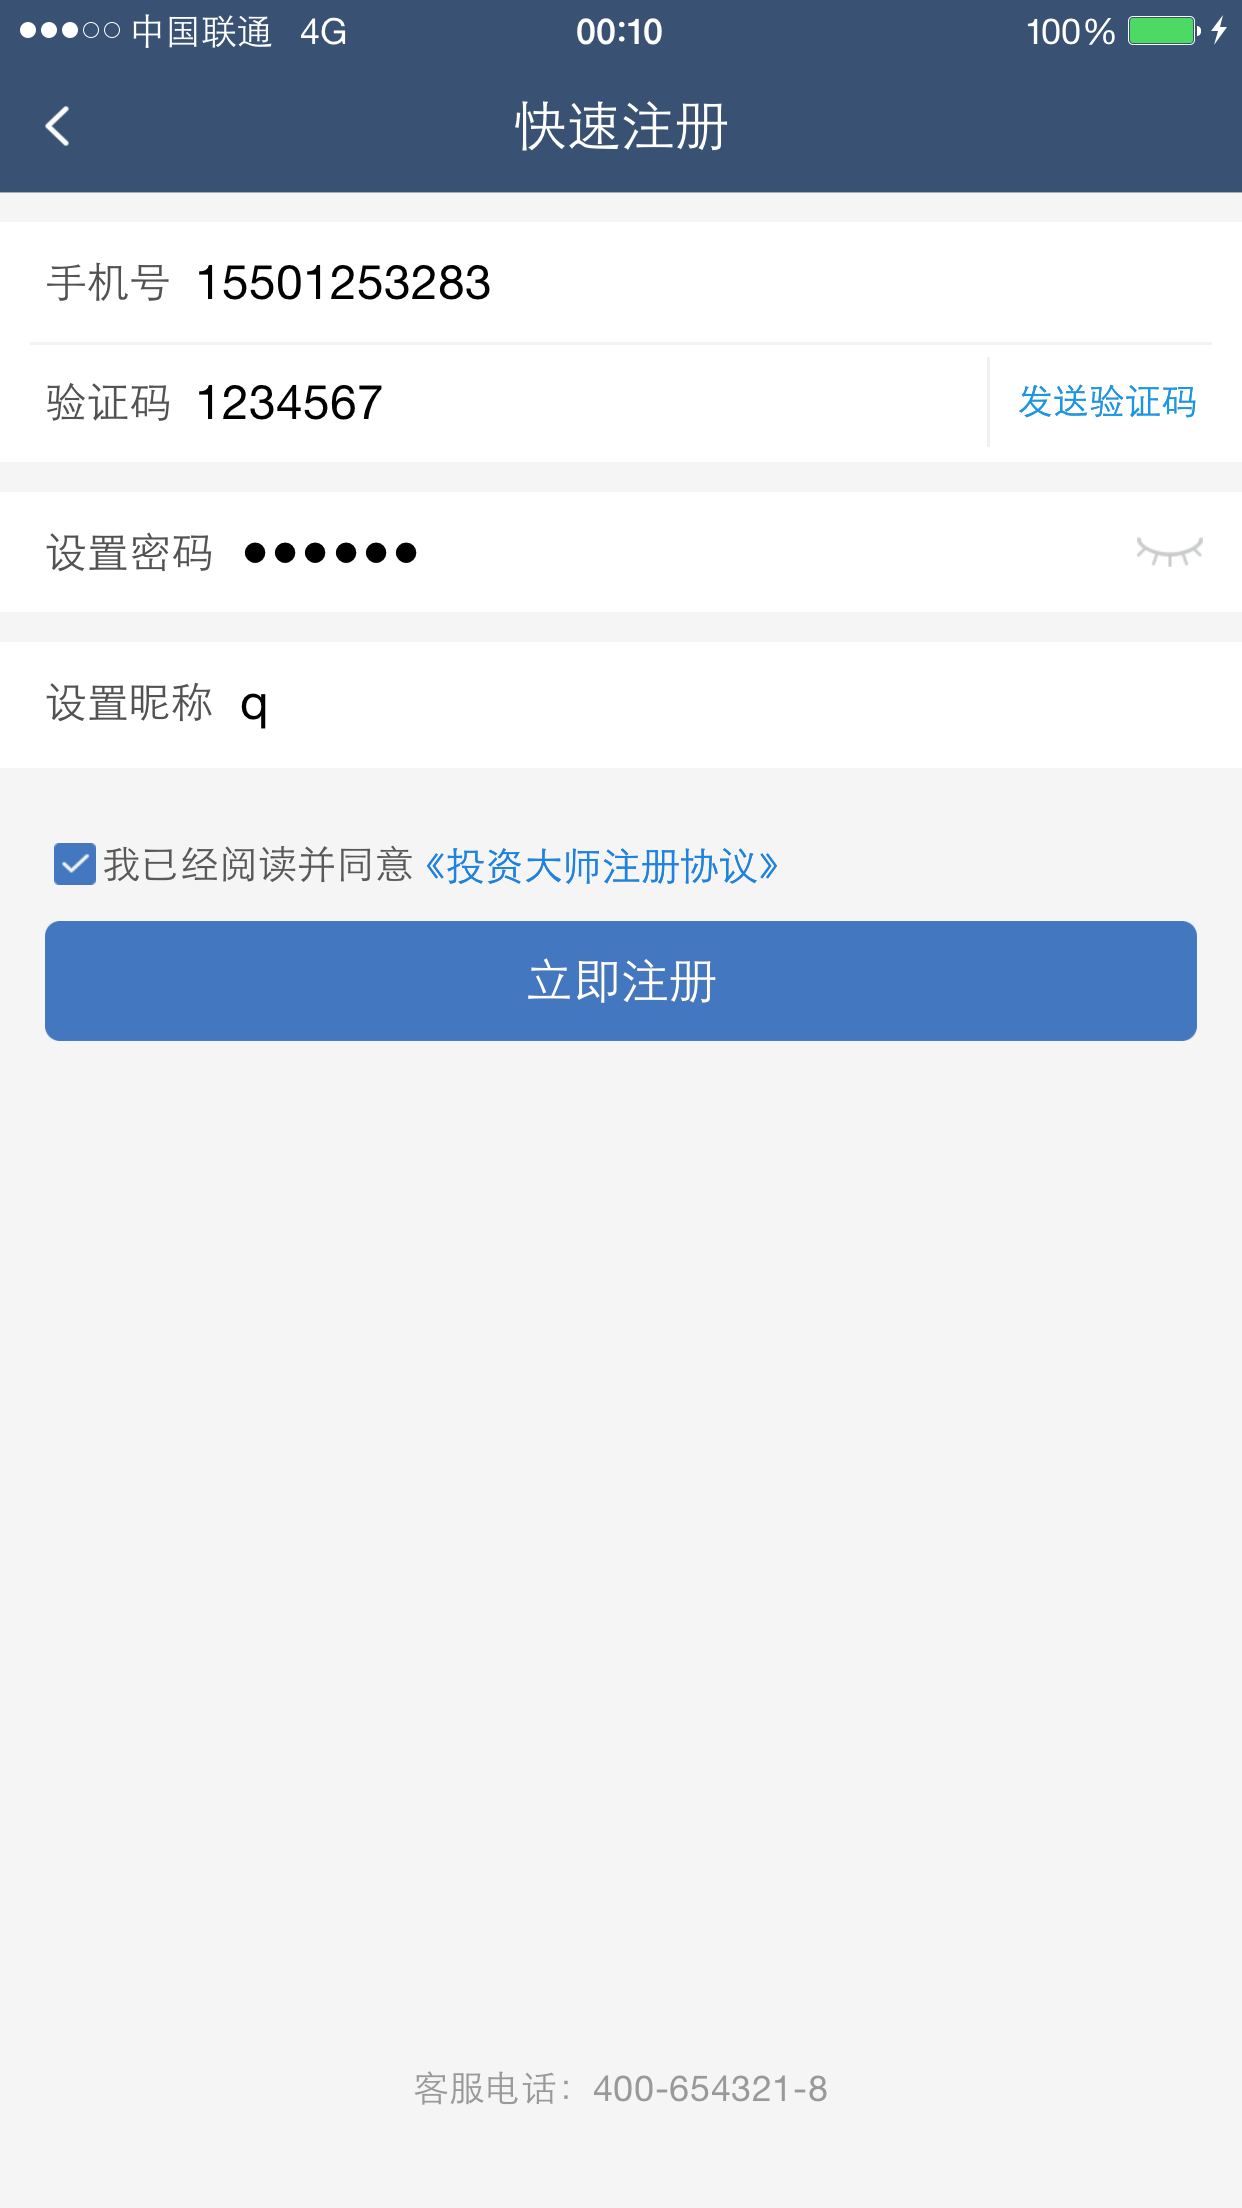 中国联通 4G 00:10 100%
快速注册
手机号 15501253283
验证码 1234567 发送验证码
设置密码 ●●●●●●
设置昵称 q
我已经阅读并同意《投资大师注册协议》
立即注册
客服电话：400-654321-8